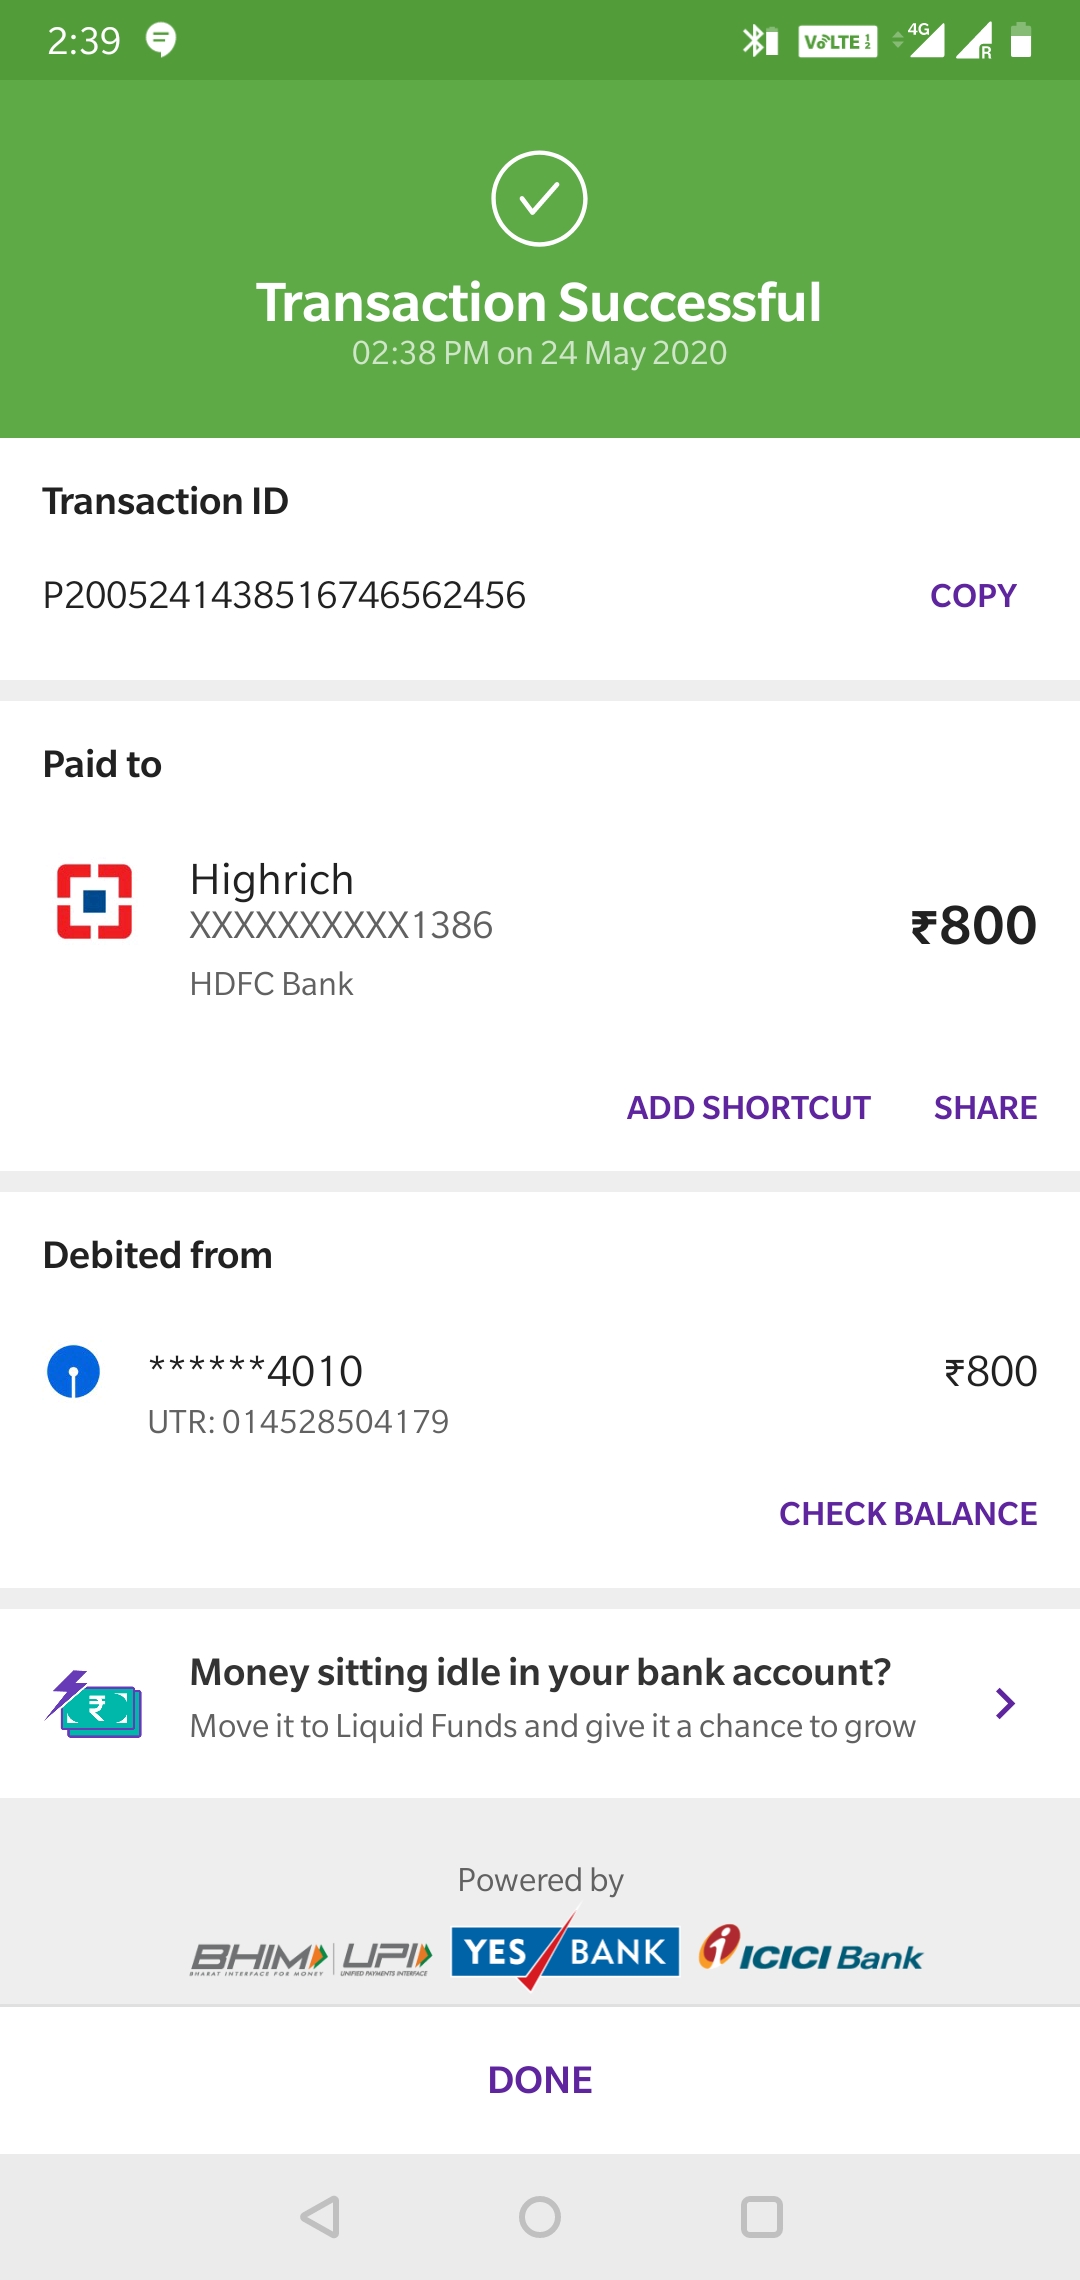 2:39 VoLTE 1 2 4G R
Transaction Successful
02:38 PM on 24 May 2020
Transaction ID
P2005241438516746562456 COPY
Paid to
Highrich
XXXXXXXXXX1386 ₹800
HDFC Bank
ADD SHORTCUT SHARE
Debited from
******4010 ₹800
UTR: 014528504179
CHECK BALANCE
Money sitting idle in your bank account?
Move it to Liquid Funds and give it a chance to grow
Powered by
BHIM UPI YES BANK ICICI Bank
BHARAT INTERFACE FOR MONEY UNIFIED PAYMENTS INTERFACE
DONE